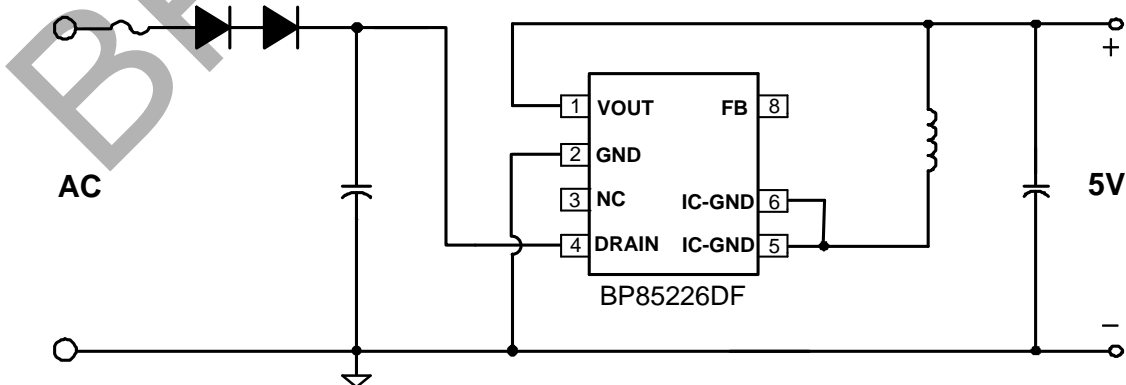 +
1 VOUT FB 8
2 GND
AC
5V
3 NC IC-GND 6
4 DRAIN IC-GND 5
BP85226DF
−